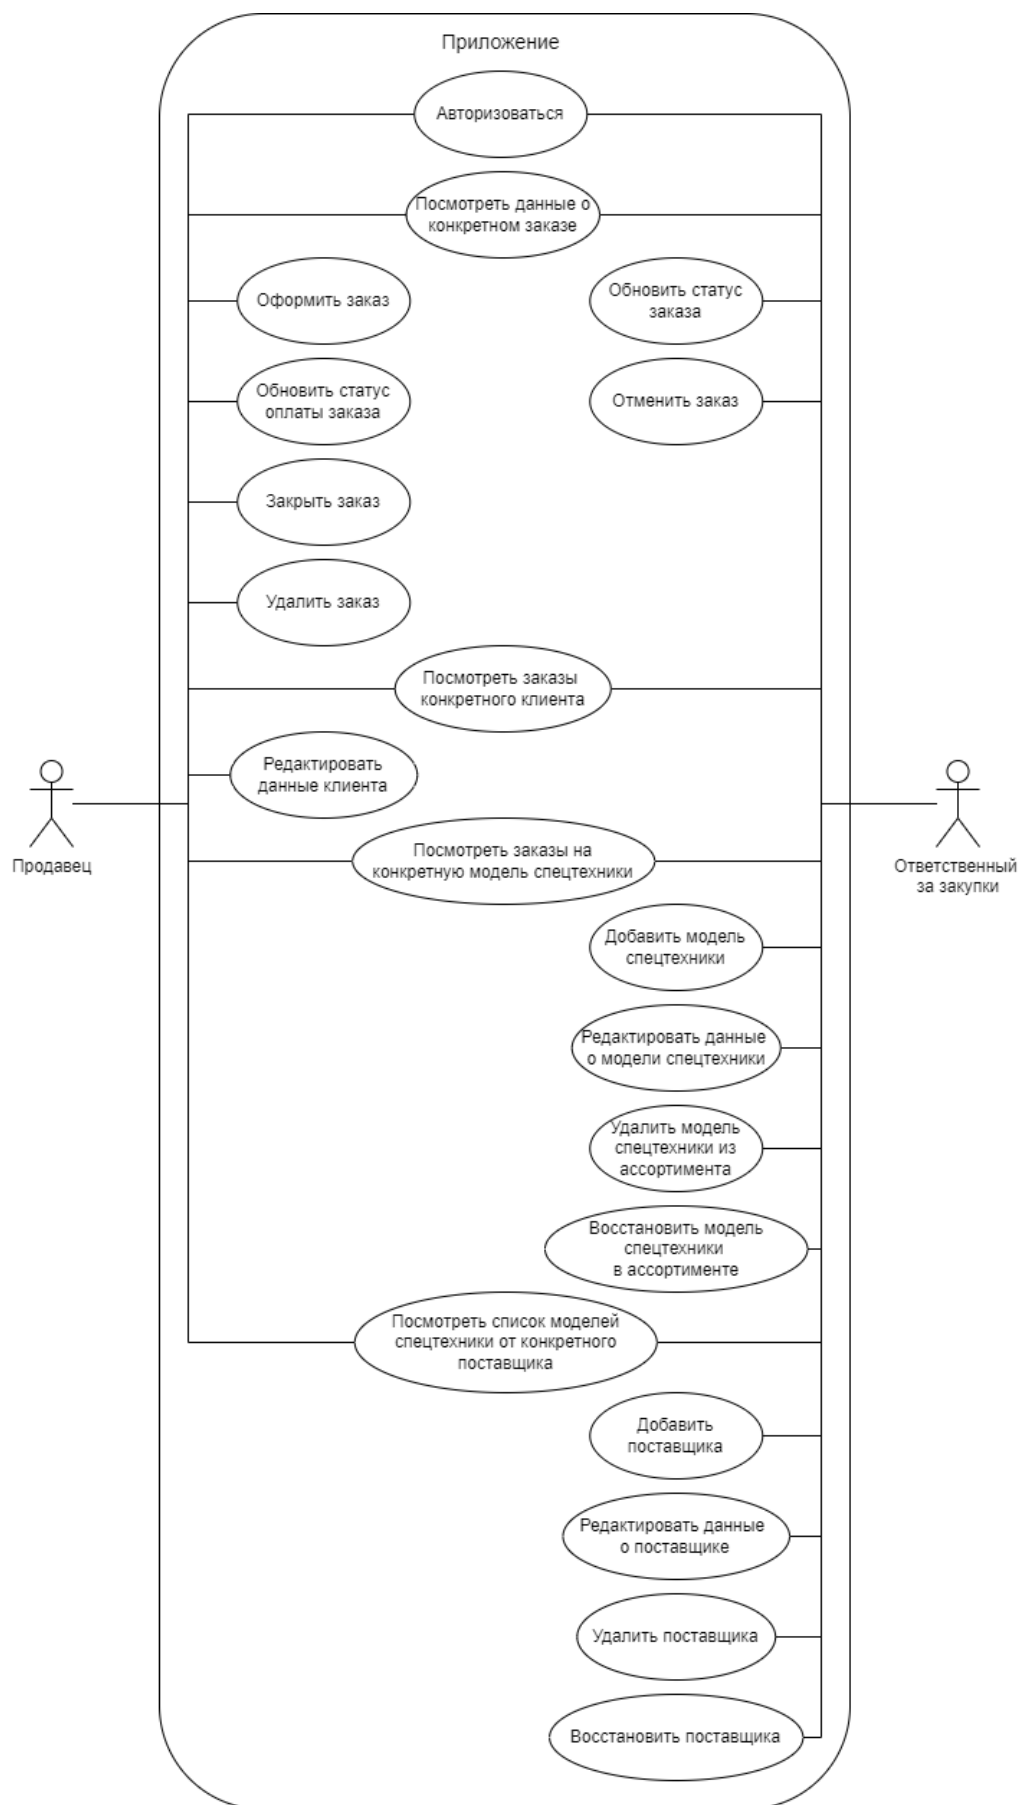 Приложение
Авторизоваться
Посмотреть данные о
конкретном заказе
Оформить заказ
Обновить статус
заказа
Обновить статус
оплаты заказа
Отменить заказ
Закрыть заказ
Удалить заказ
Посмотреть заказы
конкретного клиента
Редактировать
данные клиента
Продавец
Посмотреть заказы на
конкретную модель спецтехники
Ответственный
за закупки
Добавить модель
спецтехники
Редактировать данные
о модели спецтехники
Удалить модель
спецтехники из
ассортимента
Восстановить модель
спецтехники
в ассортименте
Посмотреть список моделей
спецтехники от конкретного
поставщика
Добавить
поставщика
Редактировать данные
о поставщике
Удалить поставщика
Восстановить поставщика